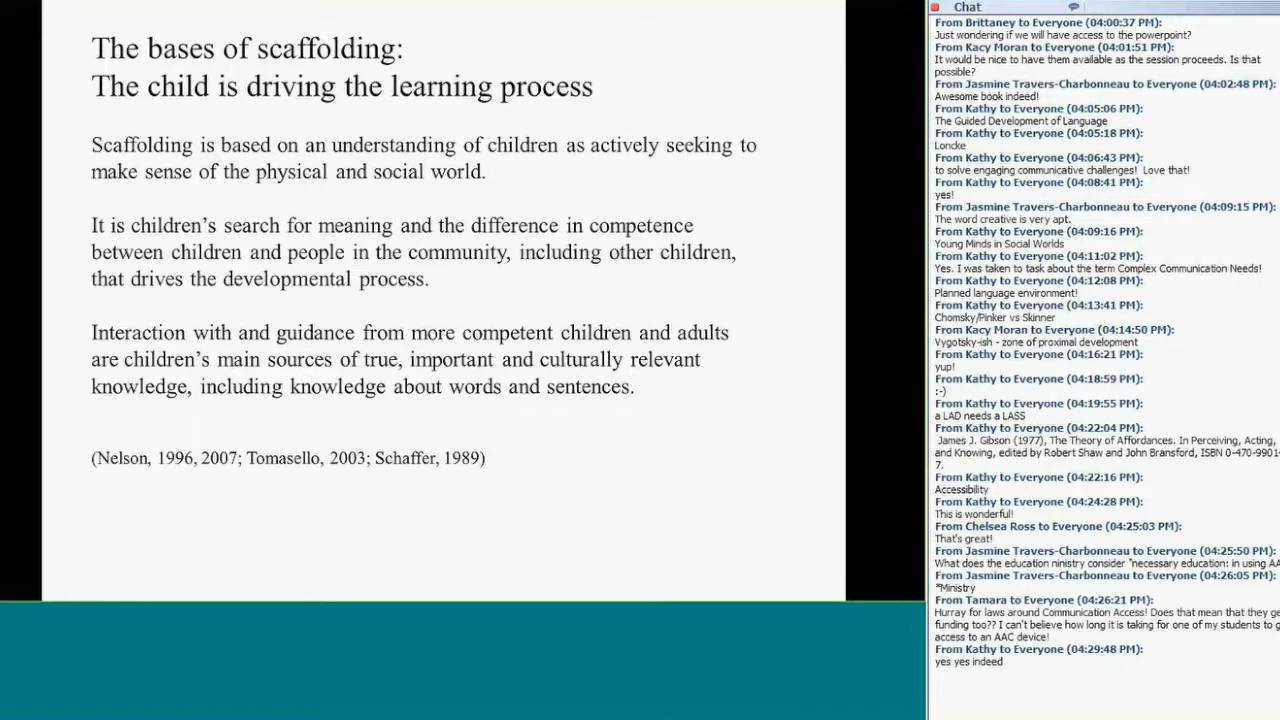 The bases of scaffolding:
The child is driving the learning process
Scaffolding is based on an understanding of children as actively seeking to
make sense of the physical and social world.
It is children's search for meaning and the difference in competence
between children and people in the community, including other children,
that drives the developmental process.
Interaction with and guidance from more competent children and adults
are children's main sources of true, important and culturally relevant
knowledge, including knowledge about words and sentences.
(Nelson, 1996, 2007; Tomasello, 2003; Schaffer, 1989)
Chat
From Brittaney to Everyone (04:00:37 PM):
Just wondering if we will have access to the powerpoint?
From Kacy Moran to Everyone (04:01:51 PM):
It would be nice to have them available as the session proceeds. Is that
possible?
From Jasmine Travers-Charbonneau to Everyone (04:02:48 PM):
Awesome book indeed!
From Kathy to Everyone (04:05:06 PM):
The Guided Development of Language
From Kathy to Everyone (04:05:18 PM):
Loncke
From Kathy to Everyone (04:06:43 PM):
to solve engaging communicative challenges! Love that!
From Kathy to Everyone (04:08:41 PM):
yes!
From Jasmine Travers-Charbonneau to Everyone (04:09:15 PM):
The word creative is very apt.
From Kathy to Everyone (04:09:16 PM):
Young Minds in Social Worlds
From Kathy to Everyone (04:11:02 PM):
Yes. I was taken to task about the term Complex Communication Needs!
From Kathy to Everyone (04:12:08 PM):
Planned language environment!
From Kathy to Everyone (04:13:41 PM):
Chomsky/Pinker vs Skinner
From Kacy Moran to Everyone (04:14:50 PM):
Vygotsky-ish - zone of proximal development
From Kathy to Everyone (04:16:21 PM):
yup!
From Kathy to Everyone (04:18:59 PM):
:-)
From Kathy to Everyone (04:19:55 PM):
a LAD needs a LASS
From Kathy to Everyone (04:22:04 PM):
James J. Gibson (1977), The Theory of Affordances. In Perceiving, Acting,
and Knowing, edited by Robert Shaw and John Bransford, ISBN 0-470-9901-
7.
From Kathy to Everyone (04:22:16 PM):
Accessibility
From Kathy to Everyone (04:24:28 PM):
This is wonderful!
From Chelsea Ross to Everyone (04:25:03 PM):
That's great!
From Jasmine Travers-Charbonneau to Everyone (04:25:50 PM):
What does the education ninistry consider "necessary education: in using AA
From Jasmine Travers-Charbonneau to Everyone (04:26:05 PM):
*Ministry
From Tamara to Everyone (04:26:21 PM):
Hurray for laws around Communication Access! Does that mean that they ge
funding too?? I can't believe how long it is taking for one of my students to g
access to an AAC device!
From Kathy to Everyone (04:29:48 PM):
yes yes indeed